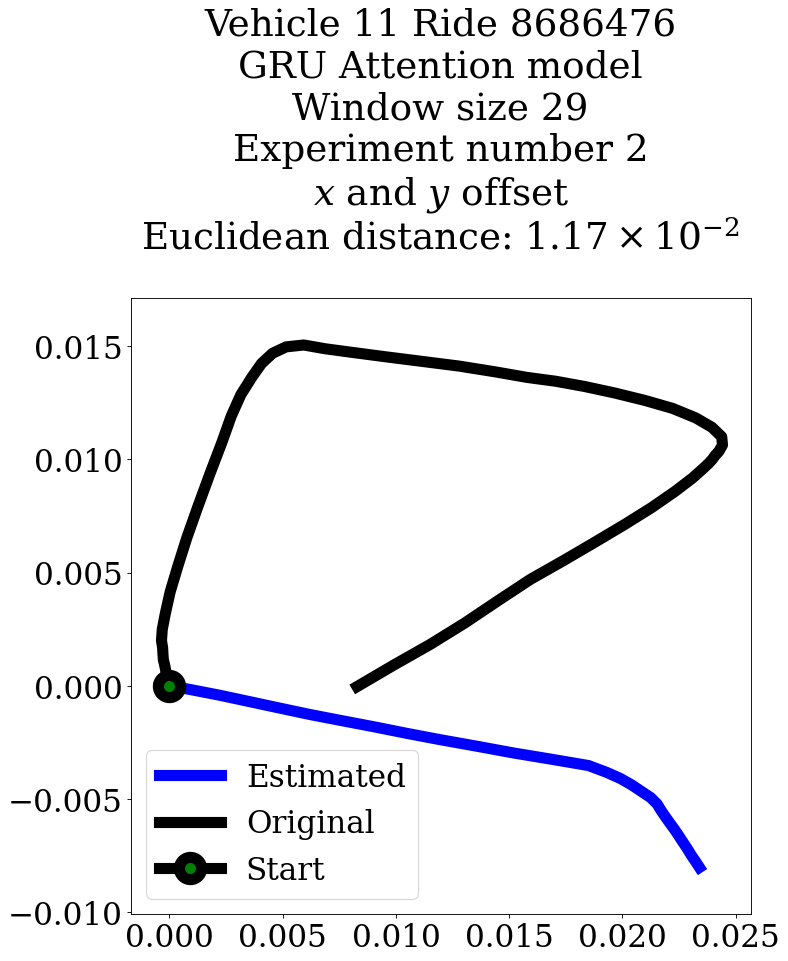 Vehicle 11 Ride 8686476
GRU Attention model
Window size 29
Experiment number 2
x and y offset
Euclidean distance: 1.17 × 10⁻²
0.015
0.010
0.005
0.000
−0.005
−0.010
Estimated
Original
Start
0.000 0.005 0.010 0.015 0.020 0.025